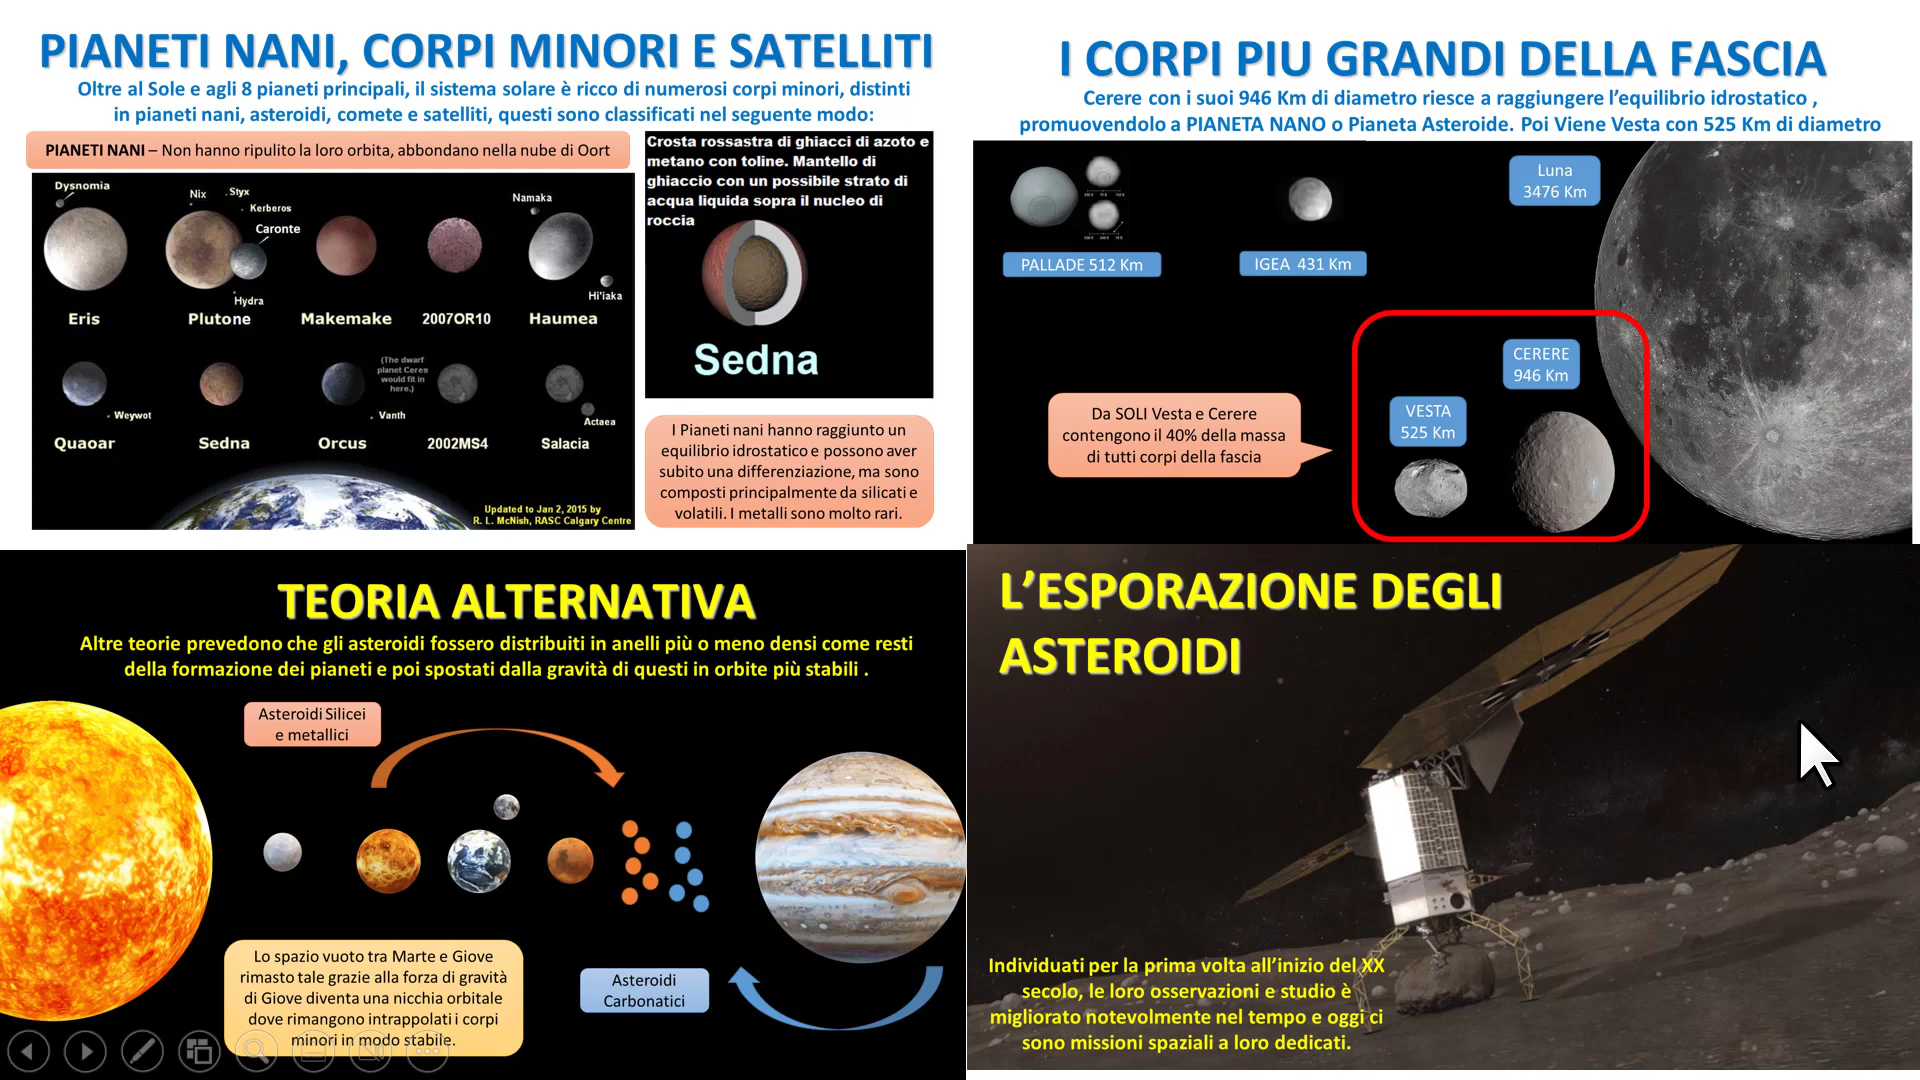 PIANETI NANI, CORPI MINORI E SATELLITI
Oltre al Sole e agli 8 pianeti principali, il sistema solare è ricco di numerosi corpi minori, distinti
in pianeti nani, asteroidi, comete e satelliti, questi sono classificati nel seguente modo:
PIANETI NANI – Non hanno ripulito la loro orbita, abbondano nella nube di Oort
Dysnomia
Nix
Styx
Kerberos
Caronte
Hydra
Namaka
Hi'iaka
Eris
Plutone
Makemake
2007OR10
Haumea
(The dwarf
planet Ceres
would fit in
here.)
Weywot
Vanth
Actaea
Quaoar
Sedna
Orcus
2002MS4
Salacia
Updated to Jan 2, 2015 by
R. L. McNish, RASC Calgary Centre
Crosta rossastra di ghiacci di azoto e
metano con toline. Mantello di
ghiaccio con un possibile strato di
acqua liquida sopra il nucleo di
roccia
Sedna
I Pianeti nani hanno raggiunto un
equilibrio idrostatico e possono aver
subito una differenziazione, ma sono
composti principalmente da silicati e
volatili. I metalli sono molto rari.
I CORPI PIU GRANDI DELLA FASCIA
Cerere con i suoi 946 Km di diametro riesce a raggiungere l’equilibrio idrostatico ,
promuovendolo a PIANETA NANO o Pianeta Asteroide. Poi Viene Vesta con 525 Km di diametro
Luna
3476 Km
PALLADE 512 Km
IGEA 431 Km
CERERE
946 Km
VESTA
525 Km
Da SOLI Vesta e Cerere
contengono il 40% della massa
di tutti corpi della fascia
TEORIA ALTERNATIVA
Altre teorie prevedono che gli asteroidi fossero distribuiti in anelli più o meno densi come resti
della formazione dei pianeti e poi spostati dalla gravità di questi in orbite più stabili .
Asteroidi Silicei
e metallici
Lo spazio vuoto tra Marte e Giove
rimasto tale grazie alla forza di gravità
di Giove diventa una nicchia orbitale
dove rimangono intrappolati i corpi
minori in modo stabile.
Asteroidi
Carbonatici
L’ESPORAZIONE DEGLI
ASTEROIDI
Individuati per la prima volta all’inizio del XX
secolo, le loro osservazioni e studio è
migliorato notevolmente nel tempo e oggi ci
sono missioni spaziali a loro dedicati.